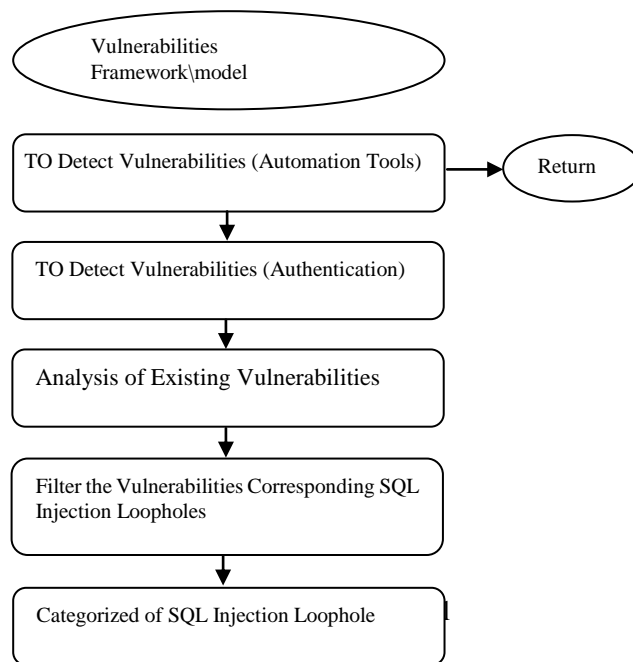 Vulnerabilities
Framework\model
TO Detect Vulnerabilities (Automation Tools)
Return
TO Detect Vulnerabilities (Authentication)
Analysis of Existing Vulnerabilities
Filter the Vulnerabilities Corresponding SQL
Injection Loopholes
Categorized of SQL Injection Loophole